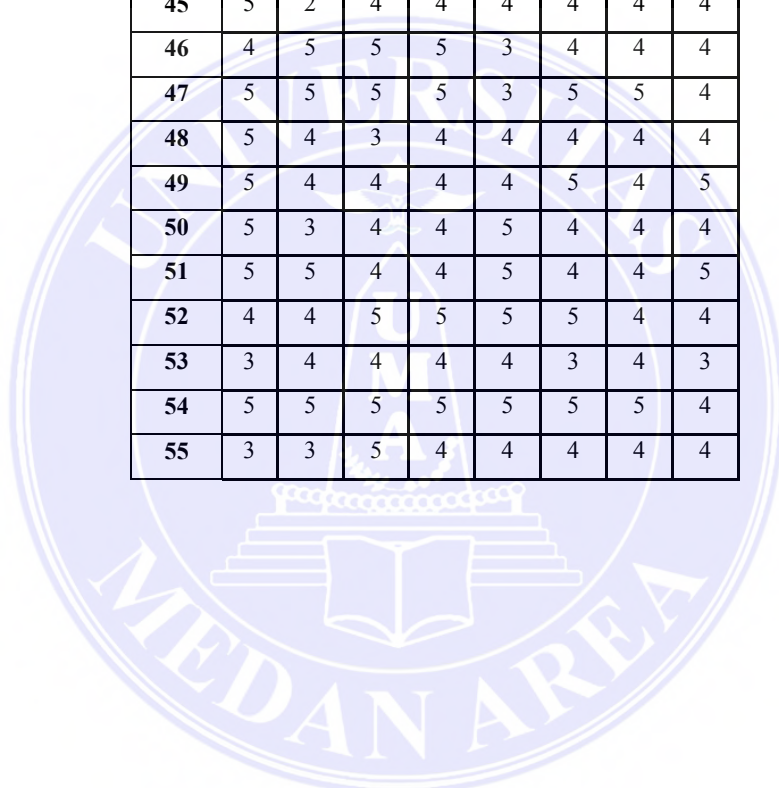 45 5 2 4 4 4 4 4 4
46 4 5 5 5 3 4 4 4
47 5 5 5 5 3 5 5 4
48 5 4 3 4 4 4 4 4
49 5 4 4 4 4 5 4 5
50 5 3 4 4 5 4 4 4
51 5 5 4 4 5 4 4 5
52 4 4 5 5 5 5 4 4
53 3 4 4 4 4 3 4 3
54 5 5 5 5 5 5 5 4
55 3 3 5 4 4 4 4 4
UNIVERSITAS
UMA
MEDAN AREA